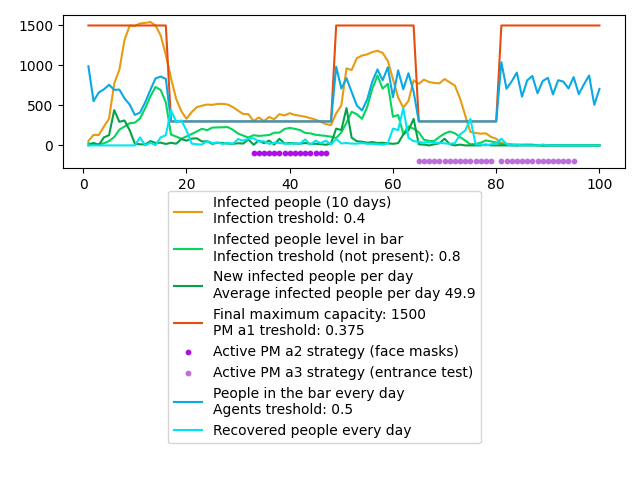 1500
1000
500
0
0 20 40 60 80 100
Infected people (10 days)
Infection treshold: 0.4
Infected people level in bar
Infection treshold (not present): 0.8
New infected people per day
Average infected people per day 49.9
Final maximum capacity: 1500
PM a1 treshold: 0.375
Active PM a2 strategy (face masks)
Active PM a3 strategy (entrance test)
People in the bar every day
Agents treshold: 0.5
Recovered people every day